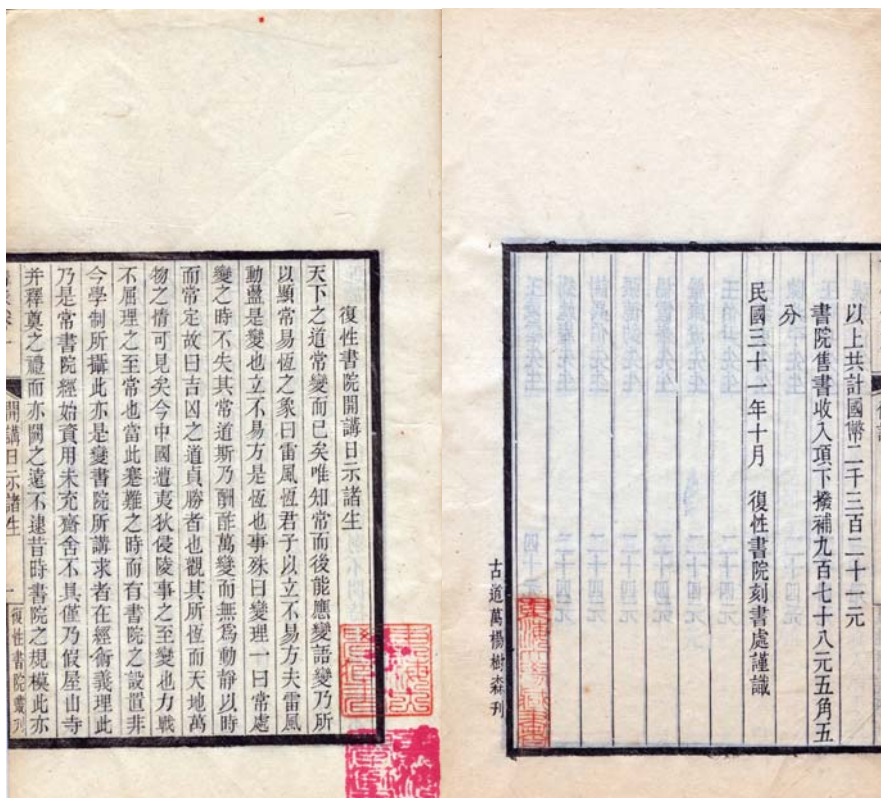 以上共計國幣二千三百二十一元
書院售書收入項下撥補九百七十八元五角五
分
民國三十一年十月　復性書院刻書處謹識
古道萬楊樹森刊
復性書院開講日示諸生
天下之道常變而已矣唯知常而後能應變語變乃所
以顯常易恆之象曰雷風恆君子以立不易方夫雷風
動盪是變也立不易方是恆也事殊曰變理一曰常處
變之時不失其常道斯乃酬酢萬變而無為動靜以時
而常定故曰吉凶之道貞勝者也觀其所恆而天地萬
物之情可見矣今中國遭夷狄侵陵事之至變也力戰
不屈理之至常也當此蹇難之時而有書院之設置非
今學制所攝此亦是變書院所講求者在經術義理此
乃是常書院經始資用未充齋舍不具僅乃假屋山寺
并釋奠之禮而亦闕之遠不逮昔時書院之規模此亦
開講日示諸生　一　復性書院叢刊